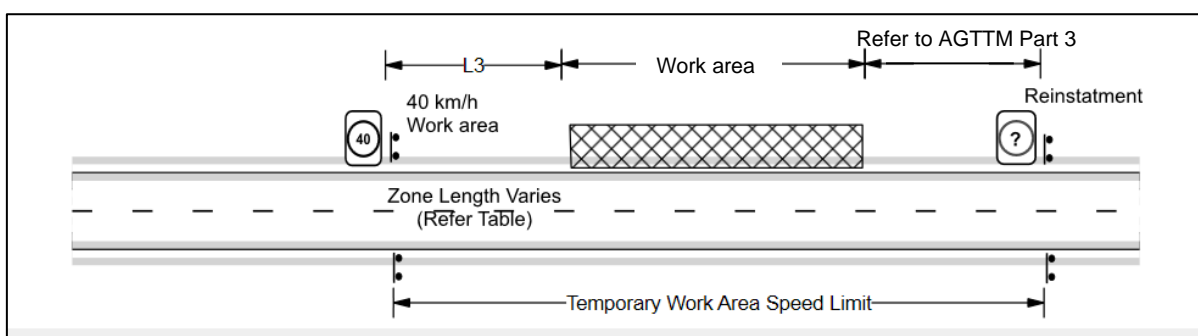 Refer to AGTTM Part 3
L3
Work area
40 km/h
Work area
Reinstatment
40
?
Zone Length Varies
(Refer Table)
Temporary Work Area Speed Limit